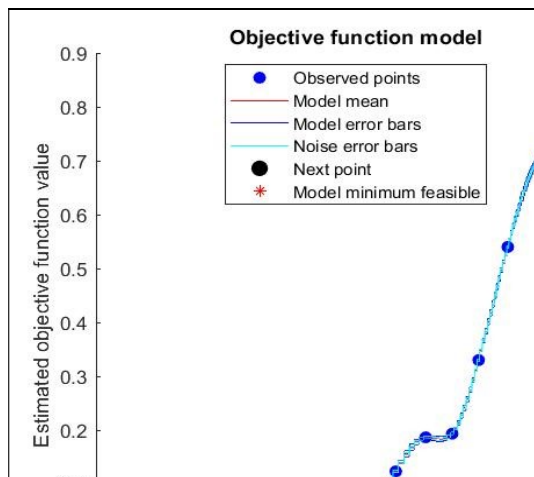 Objective function model
0.9
0.8
0.7
0.6
0.5
0.4
0.3
0.2
Estimated objective function value
Observed points
Model mean
Model error bars
Noise error bars
Next point
Model minimum feasible